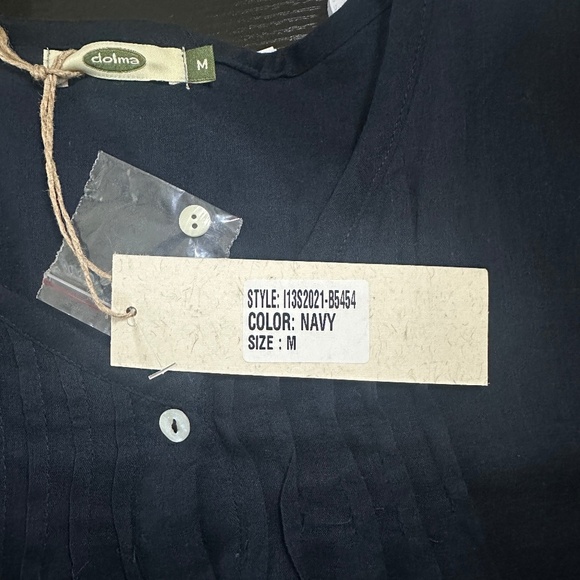 dolma
M
STYLE: I13S2021-B5454
COLOR: NAVY
SIZE : M